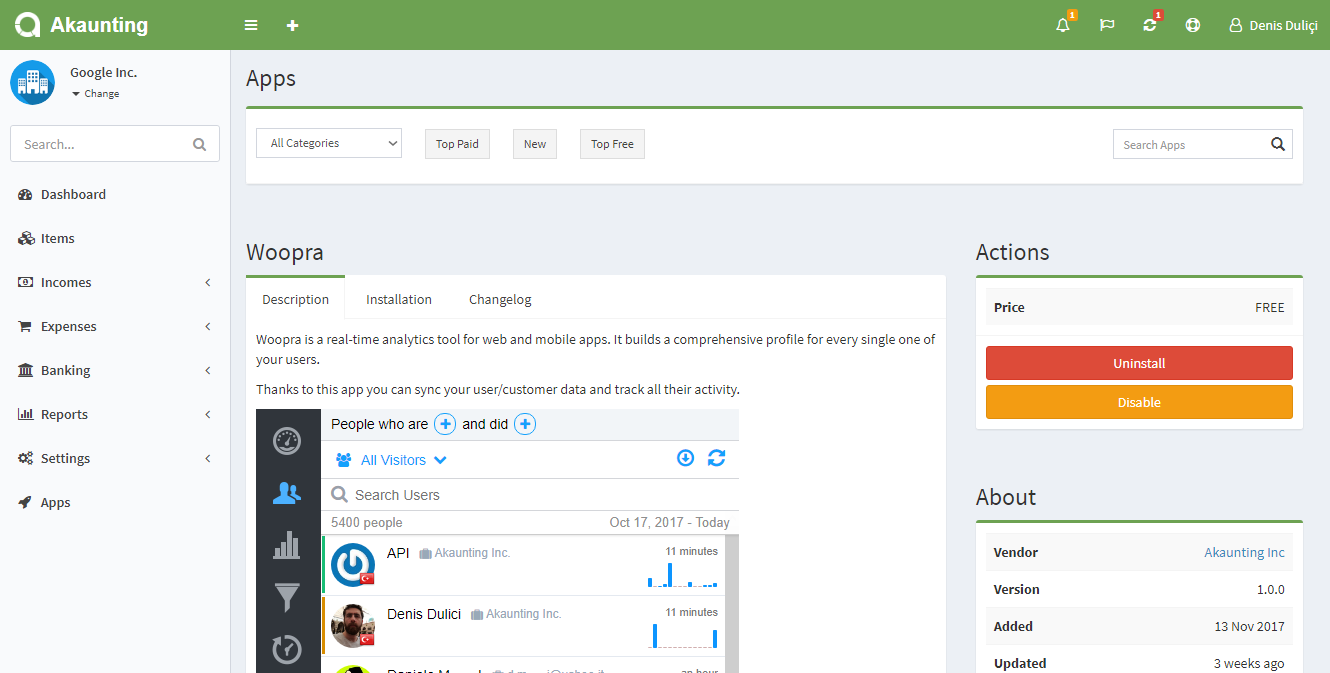 Akaunting
1
1
Denis Duliçi
Google Inc.
Change
Search...
Dashboard
Items
Incomes
Expenses
Banking
Reports
Settings
Apps
Apps
All Categories
Top Paid
New
Top Free
Search Apps
Woopra
Description
Installation
Changelog
Woopra is a real-time analytics tool for web and mobile apps. It builds a comprehensive profile for every single one of
your users.
Thanks to this app you can sync your user/customer data and track all their activity.
People who are
and did
All Visitors
Search Users
5400 people
Oct 17, 2017 - Today
API
Akaunting Inc.
11 minutes
Denis Dulici
Akaunting Inc.
11 minutes
an hour
Actions
Price
FREE
Uninstall
Disable
About
Vendor
Akaunting Inc
Version
1.0.0
Added
13 Nov 2017
Updated
3 weeks ago